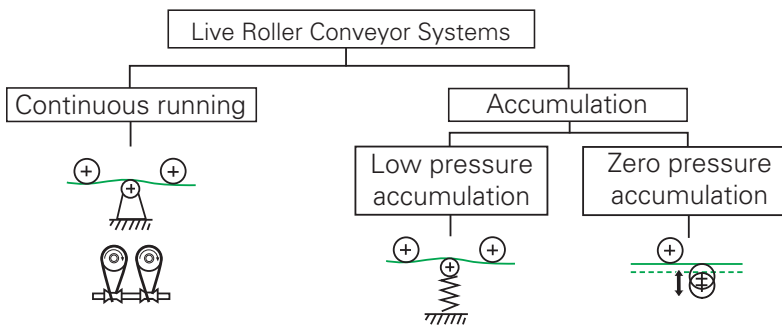 Live Roller Conveyor Systems
Continuous running
Accumulation
Low pressure
accumulation
Zero pressure
accumulation